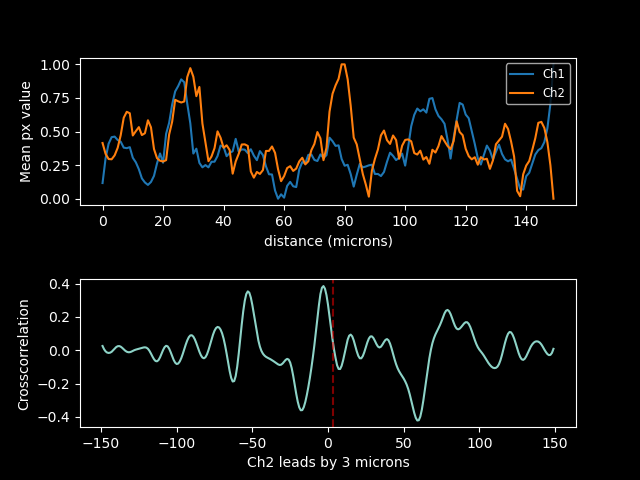 1.00
0.75
0.50
0.25
0.00
Mean px value
Ch1
Ch2
0 20 40 60 80 100 120 140
distance (microns)
0.4
0.2
0.0
−0.2
−0.4
Crosscorrelation
−150 −100 −50 0 50 100 150
Ch2 leads by 3 microns